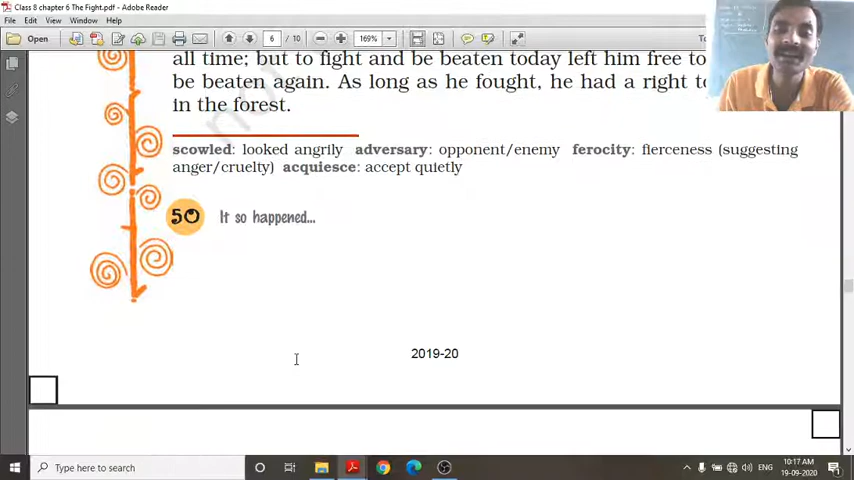 Class 8 chapter 6 The Fight.pdf - Adobe Reader
File Edit View Window Help
Open 6 / 10 169%
all time; but to fight and be beaten today left him free to
be beaten again. As long as he fought, he had a right to
in the forest.
scowled: looked angrily adversary: opponent/enemy ferocity: fierceness (suggesting
anger/cruelty) acquiesce: accept quietly
50 It so happened...
2019-20
Type here to search
ENG
10:17 AM
19-09-2020